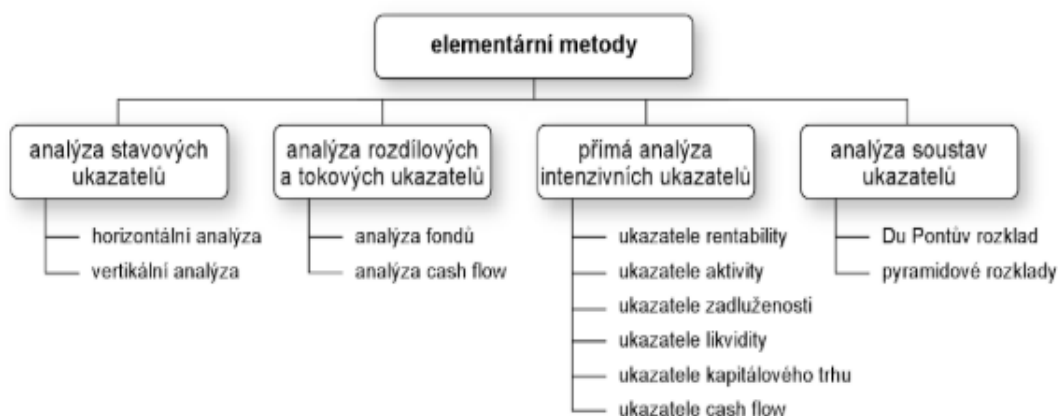 elementární metody
analýza stavových
ukazatelů
horizontální analýza
vertikální analýza
analýza rozdílových
a tokových ukazatelů
analýza fondů
analýza cash flow
přímá analýza
intenzivních ukazatelů
ukazatele rentability
ukazatele aktivity
ukazatele zadluženosti
ukazatele likvidity
ukazatele kapitálového trhu
ukazatele cash flow
analýza soustav
ukazatelů
Du Pontův rozklad
pyramidové rozklady